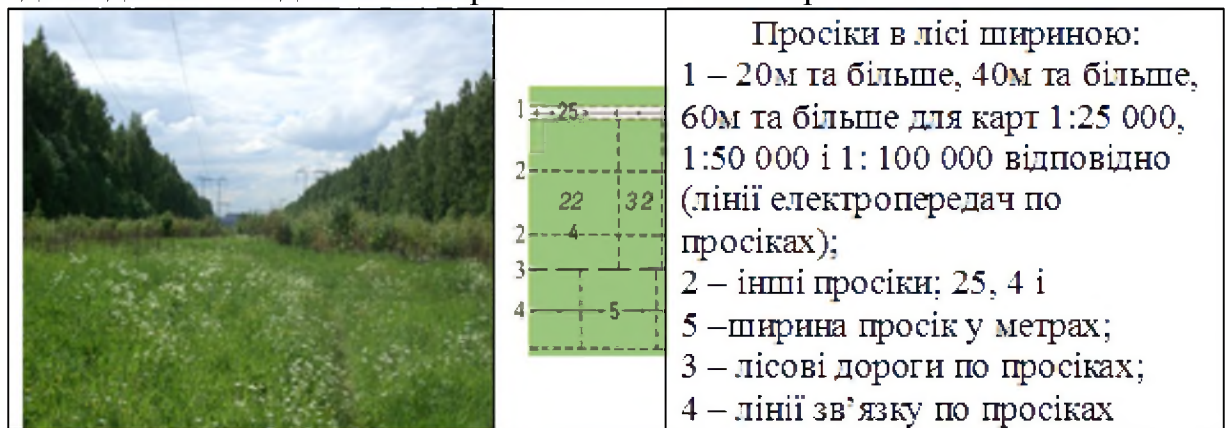 1
25
2
22
32
2
4
3
4
5
Просіки в лісі шириною:
1 – 20м та більше, 40м та більше,
60м та більше для карт 1:25 000,
1:50 000 і 1: 100 000 відповідно
(лінії електропередач по
просіках);
2 – інші просіки; 25, 4 і
5 –ширина просік у метрах;
3 – лісові дороги по просіках;
4 – лінії зв’язку по просіках